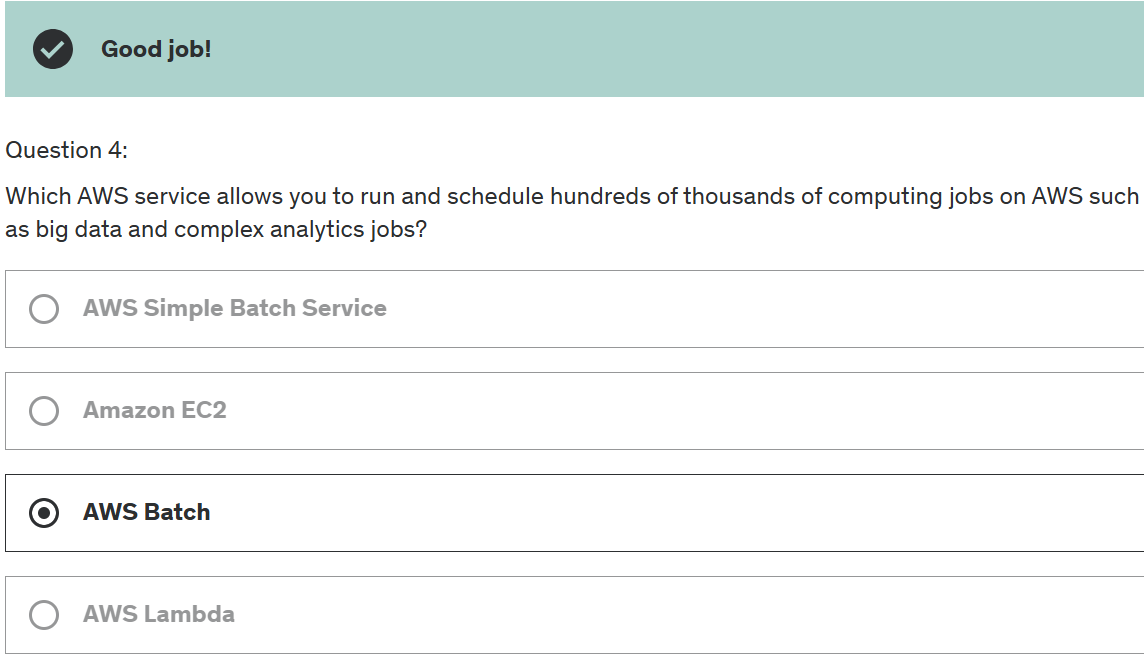 Good job!
Question 4:
Which AWS service allows you to run and schedule hundreds of thousands of computing jobs on AWS such
as big data and complex analytics jobs?
AWS Simple Batch Service
Amazon EC2
AWS Batch
AWS Lambda